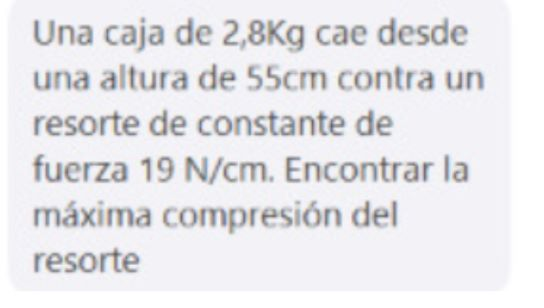 Una caja de 2,8Kg cae desde
una altura de 55cm contra un
resorte de constante de
fuerza 19 N/cm. Encontrar la
máxima compresión del
resorte